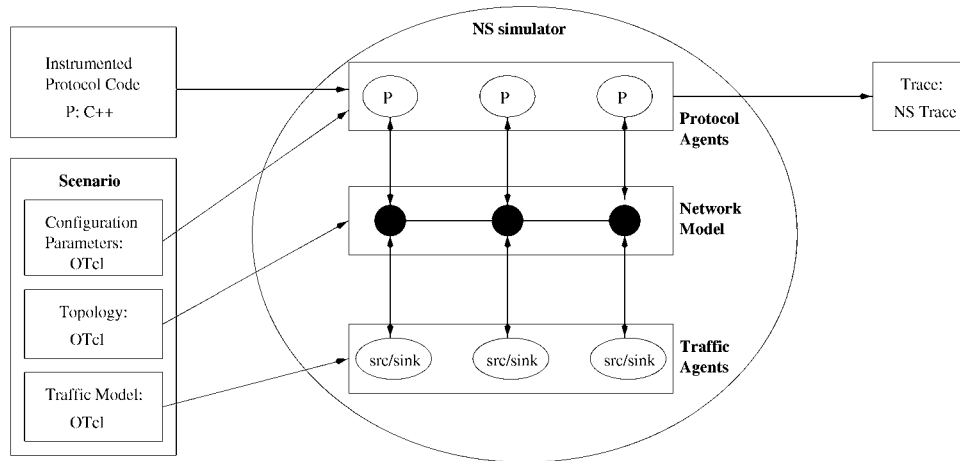 NS simulator
Instrumented
Protocol Code
P: C++
P
P
P
Protocol
Agents
Trace:
NS Trace
Scenario
Configuration
Parameters:
OTcl
Network
Model
Topology:
OTcl
src/sink
src/sink
src/sink
Traffic
Agents
Traffic Model:
OTcl